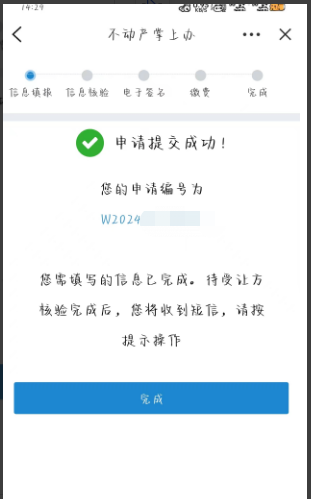 14:29
不动产掌上办
信息填报 信息核验 电子签名 缴费 完成
申请提交成功！
您的申请编号为
W2024
您需填写的信息已完成。待受让方
核验完成后，您将收到短信，请按
提示操作
完成